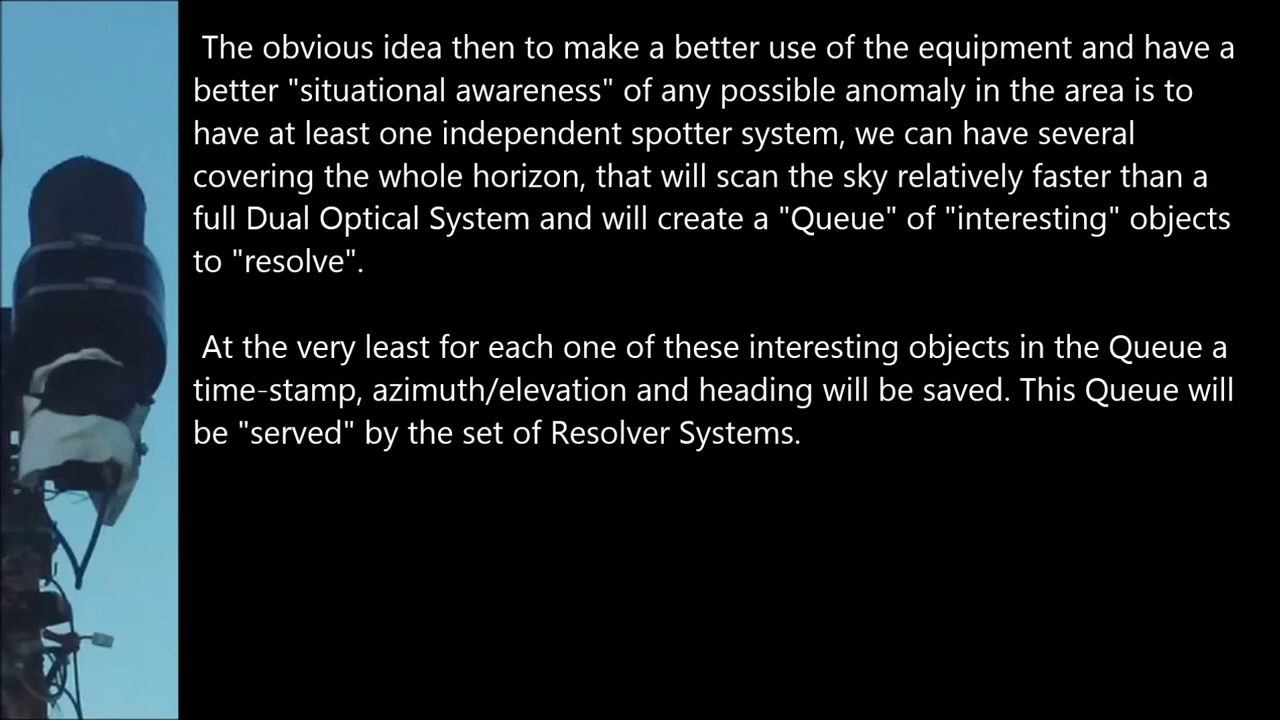 The obvious idea then to make a better use of the equipment and have a
better "situational awareness" of any possible anomaly in the area is to
have at least one independent spotter system, we can have several
covering the whole horizon, that will scan the sky relatively faster than a
full Dual Optical System and will create a "Queue" of "interesting" objects
to "resolve".
At the very least for each one of these interesting objects in the Queue a
time-stamp, azimuth/elevation and heading will be saved. This Queue will
be "served" by the set of Resolver Systems.